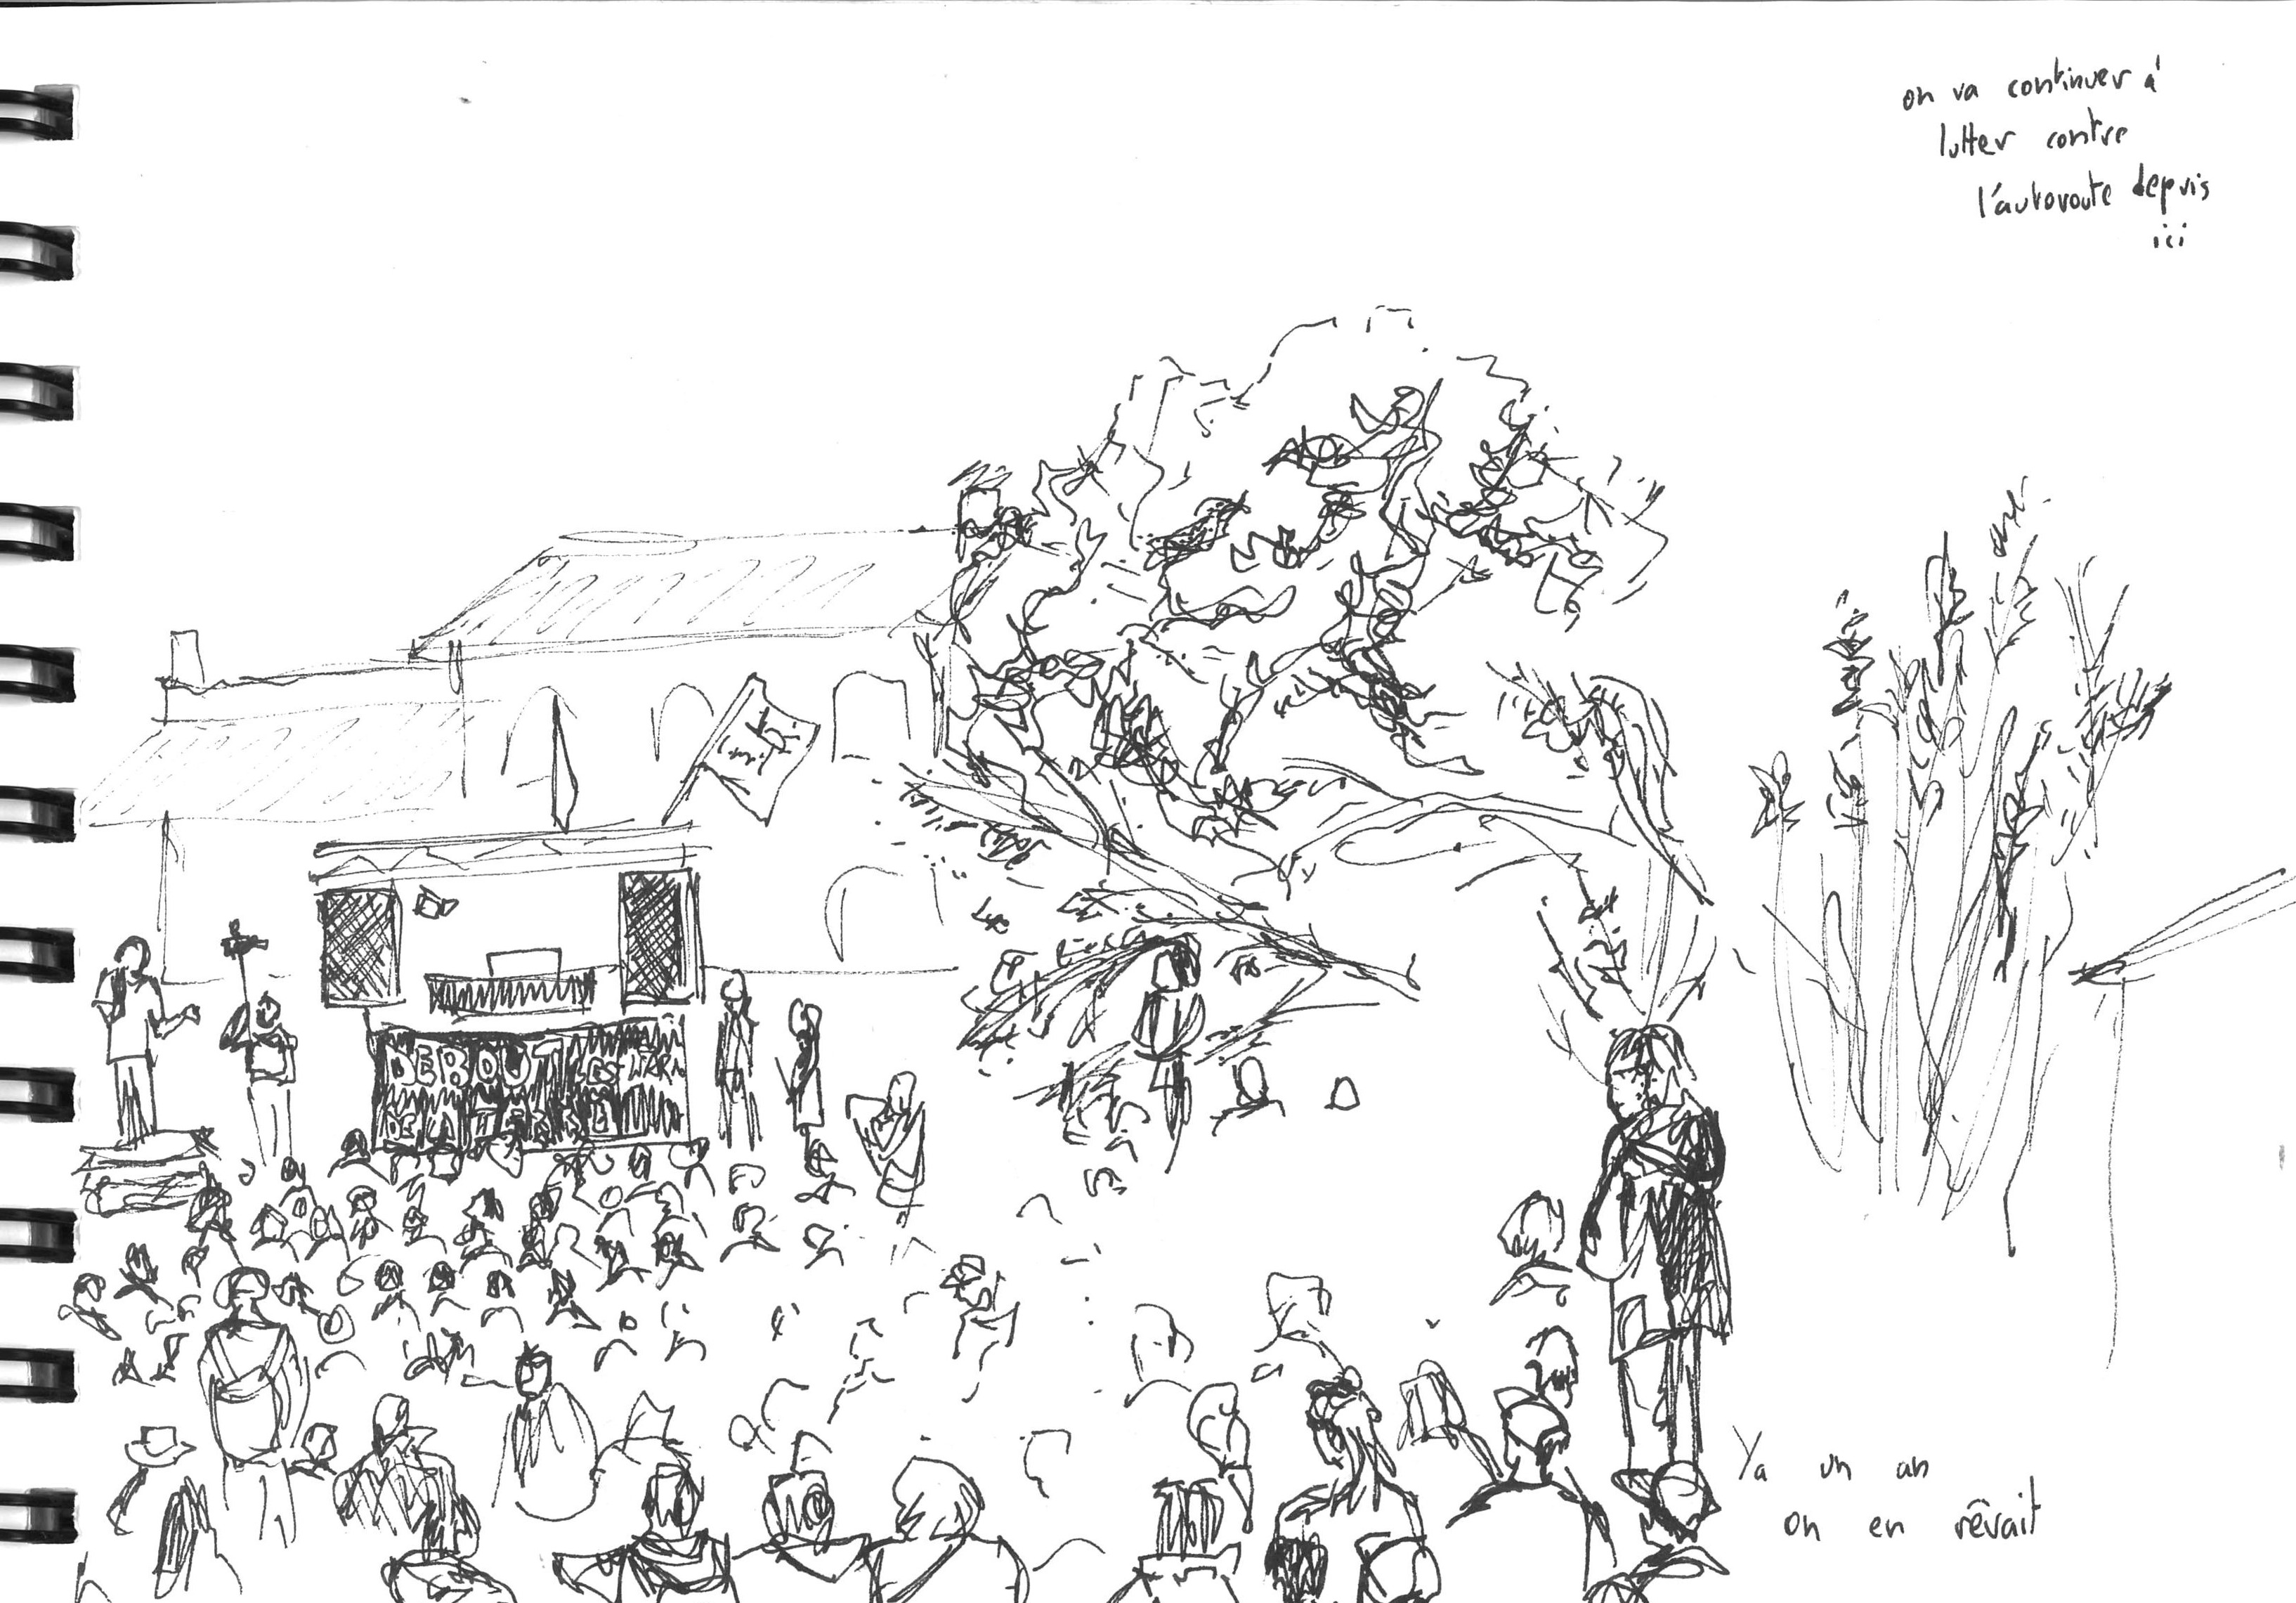 on va continuer à
lutter contre
l'autoroute depuis
ici
DEBOUT LES
DE LA TERRE
Ya un an
on en rêvait